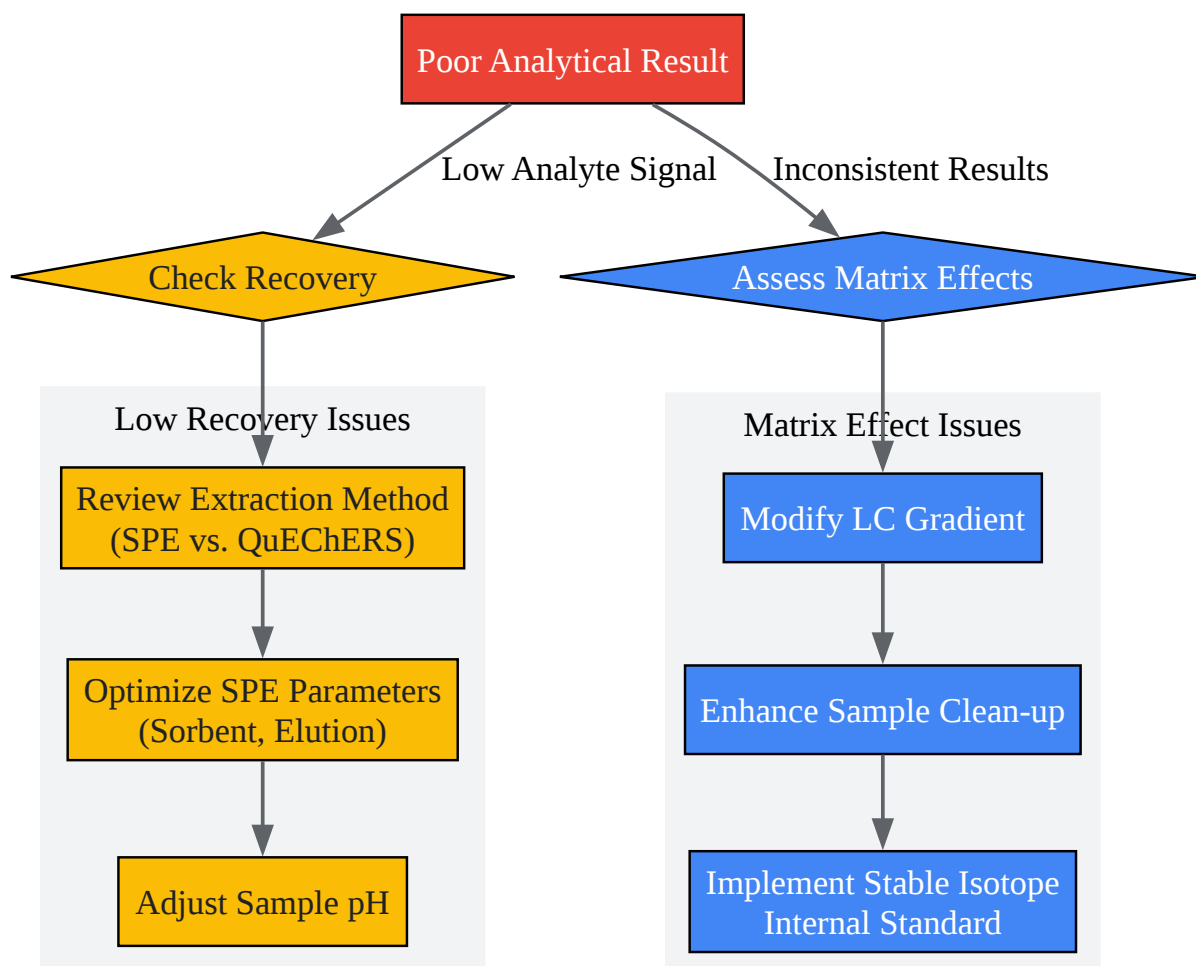 Poor Analytical Result
Low Analyte Signal
Inconsistent Results
Check Recovery
Assess Matrix Effects
Low Recovery Issues
Matrix Effect Issues
Review Extraction Method
(SPE vs. QuEChERS)
Modify LC Gradient
Optimize SPE Parameters
(Sorbent, Elution)
Enhance Sample Clean-up
Adjust Sample pH
Implement Stable Isotope
Internal Standard